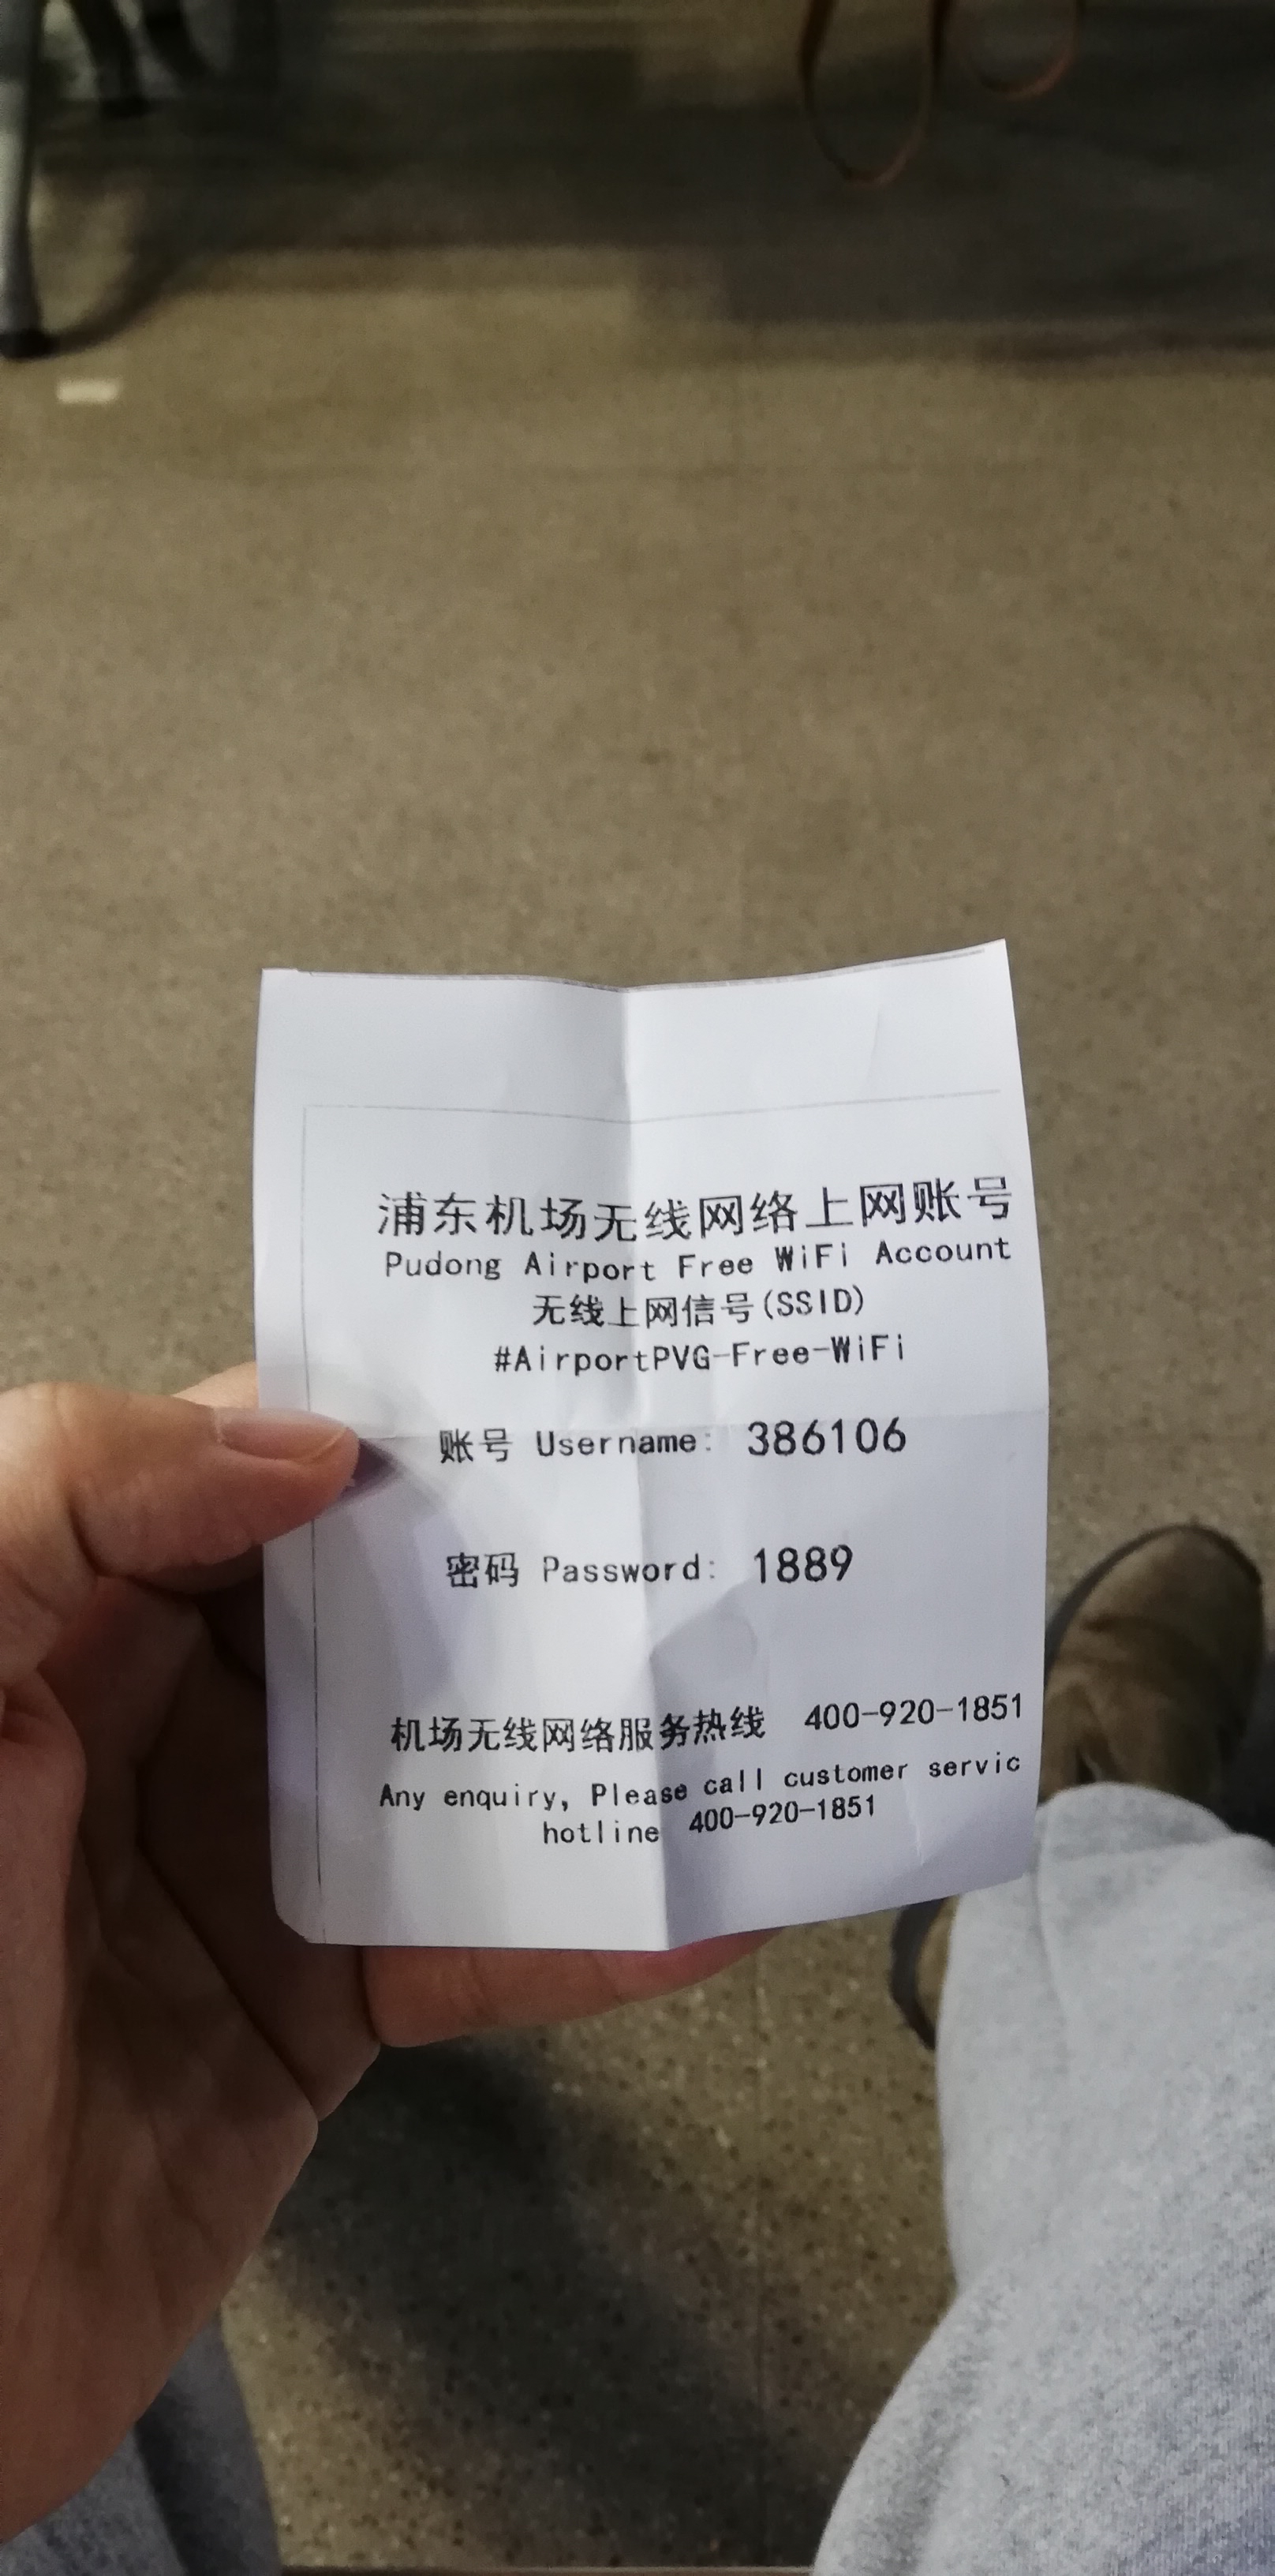 浦东机场无线网络上网账号
Pudong Airport Free WiFi Account
无线上网信号(SSID)
#AirportPVG-Free-WiFi
账号 Username: 386106
密码 Password: 1889
机场无线网络服务热线 400-920-1851
Any enquiry, Please call customer servic
hotline 400-920-1851